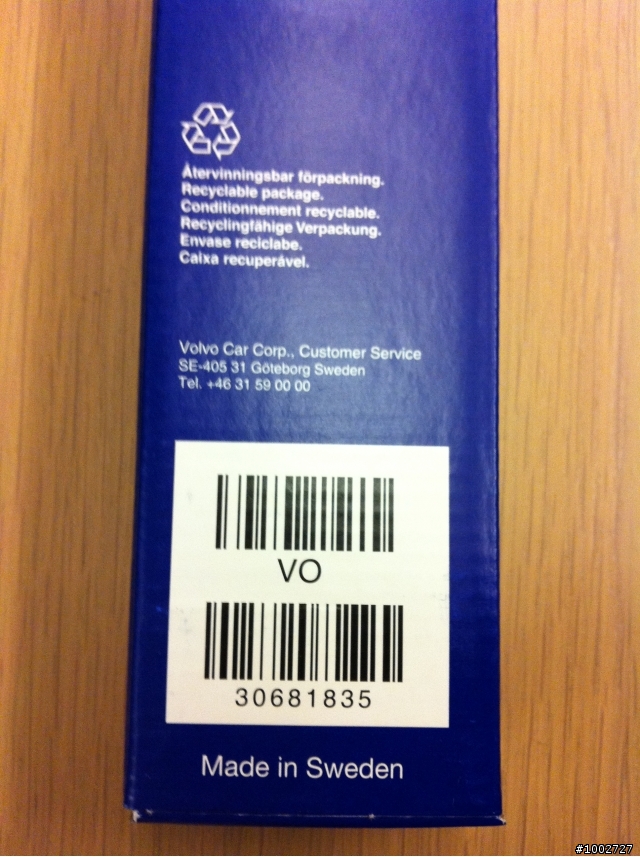 Återvinningsbar förpackning.
Recyclable package.
Conditionnement recyclable.
Recyclingfähige Verpackung.
Envase reciclabe.
Caixa recuperável.
Volvo Car Corp., Customer Service
SE-405 31 Göteborg Sweden
Tel. +46 31 59 00 00
VO
30681835
Made in Sweden
#1002727